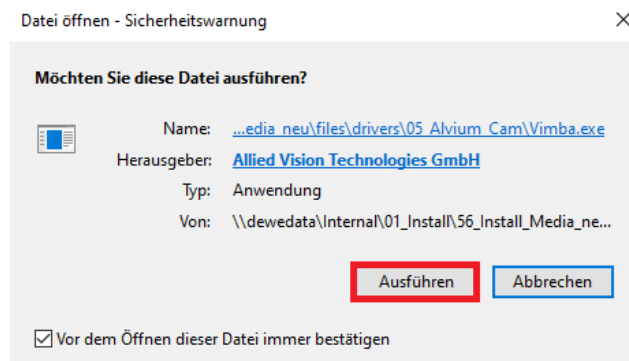 Datei öffnen - Sicherheitswarnung
Möchten Sie diese Datei ausführen?
Name: ...edia_neu\files\drivers\05_Alvium_Cam\Vimba.exe
Herausgeber: Allied Vision Technologies GmbH
Typ: Anwendung
Von: \\dewedata\Internal\01_Install\56_Install_Media_ne...
Ausführen Abbrechen
Vor dem Öffnen dieser Datei immer bestätigen